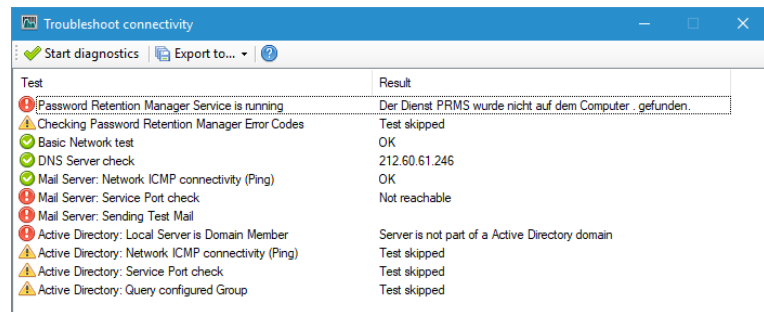 Troubleshoot connectivity
Start diagnostics Export to...
Test Result
Password Retention Manager Service is running Der Dienst PRMS wurde nicht auf dem Computer . gefunden.
Checking Password Retention Manager Error Codes Test skipped
Basic Network test OK
DNS Server check 212.60.61.246
Mail Server: Network ICMP connectivity (Ping) OK
Mail Server: Service Port check Not reachable
Mail Server: Sending Test Mail
Active Directory: Local Server is Domain Member Server is not part of a Active Directory domain
Active Directory: Network ICMP connectivity (Ping) Test skipped
Active Directory: Service Port check Test skipped
Active Directory: Query configured Group Test skipped